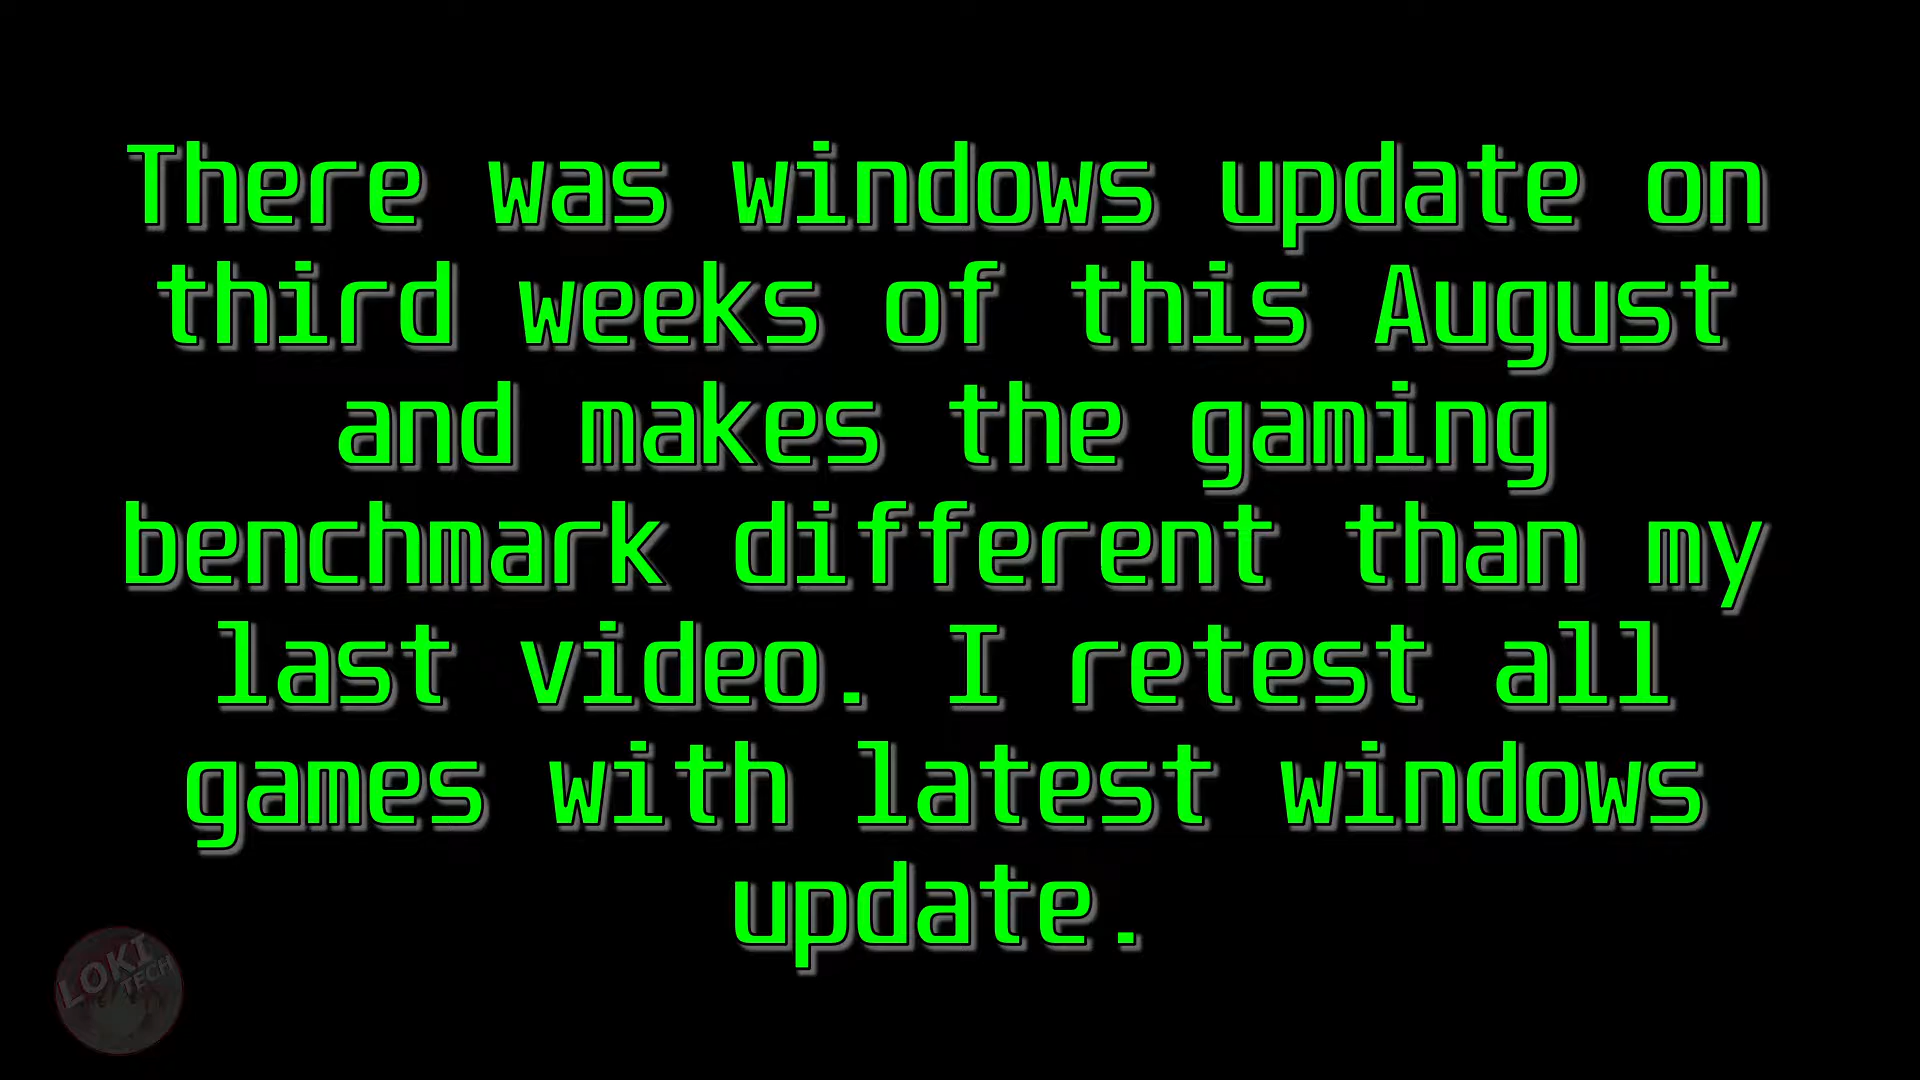 There was windows update on
third weeks of this August
and makes the gaming
benchmark different than my
last video. I retest all
games with latest windows
update.
LOKI
TECH